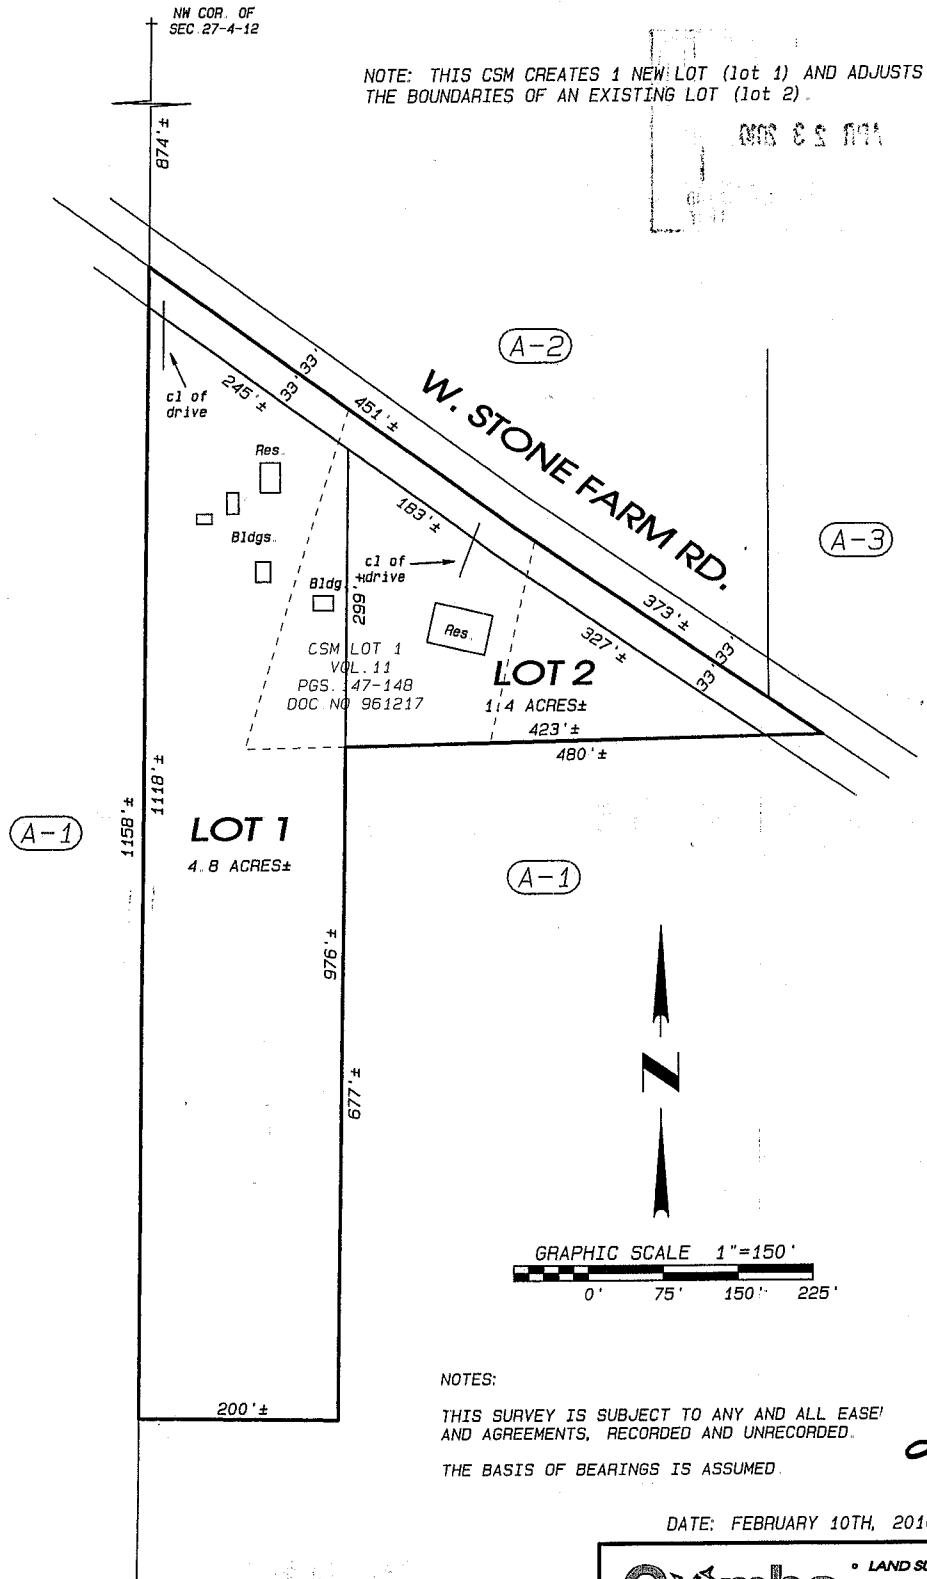 NW COR. OF
SEC.27-4-12
NOTE: THIS CSM CREATES 1 NEW LOT (lot 1) AND ADJUSTS
THE BOUNDARIES OF AN EXISTING LOT (lot 2).
874'±
A-2
W. STONE FARM RD.
cl of
drive
245'±
33'
33'
451'±
A-3
Res.
183'±
Bldgs.
cl of
drive
Bldg.
299'±
Res.
373'±
327'±
33'
33'
CSM LOT 1
VOL.11
PGS. 147-148
DOC.NO 961217
LOT 2
1.4 ACRES±
423'±
480'±
1158'±
1118'±
A-1
LOT 1
4.8 ACRES±
A-1
976'±
677'±
N
GRAPHIC SCALE 1"=150'
0' 75' 150' 225'
200'±
NOTES:
THIS SURVEY IS SUBJECT TO ANY AND ALL EASE
AND AGREEMENTS, RECORDED AND UNRECORDED.
THE BASIS OF BEARINGS IS ASSUMED.
DATE: FEBRUARY 10TH, 201
° LAND SU